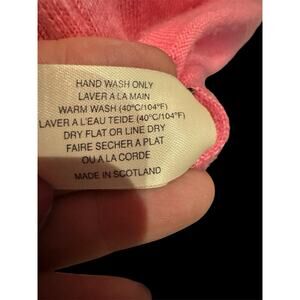 HAND WASH ONLY
LAVER A LA MAIN
WARM WASH (40°C/104°F)
LAVER A L'EAU TEIDE (40°C/104°F)
DRY FLAT OR LINE DRY
FAIRE SECHER A PLAT
OU A LA CORDE
MADE IN SCOTLAND